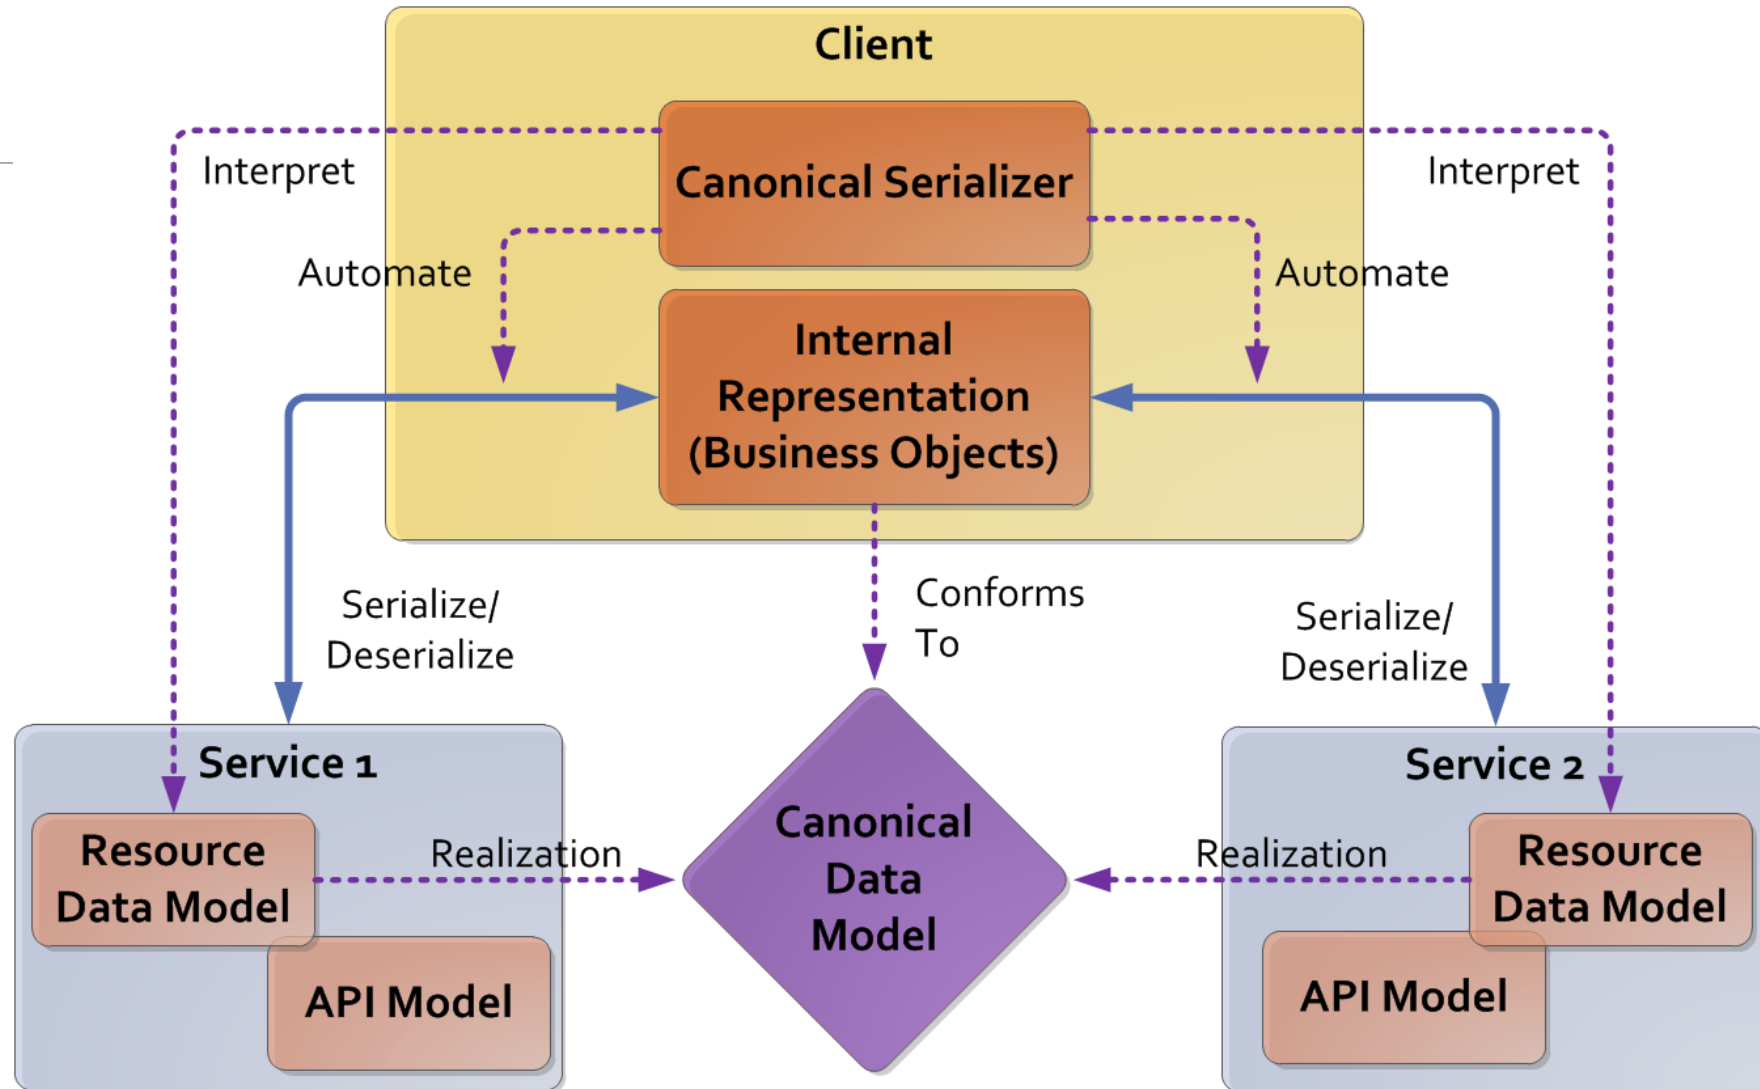 Client
Canonical Serializer
Interpret
Interpret
Automate
Automate
Internal
Representation
(Business Objects)
Serialize/
Deserialize
Conforms
To
Serialize/
Deserialize
Service 1
Resource
Data Model
API Model
Realization
Canonical
Data
Model
Realization
Service 2
Resource
Data Model
API Model